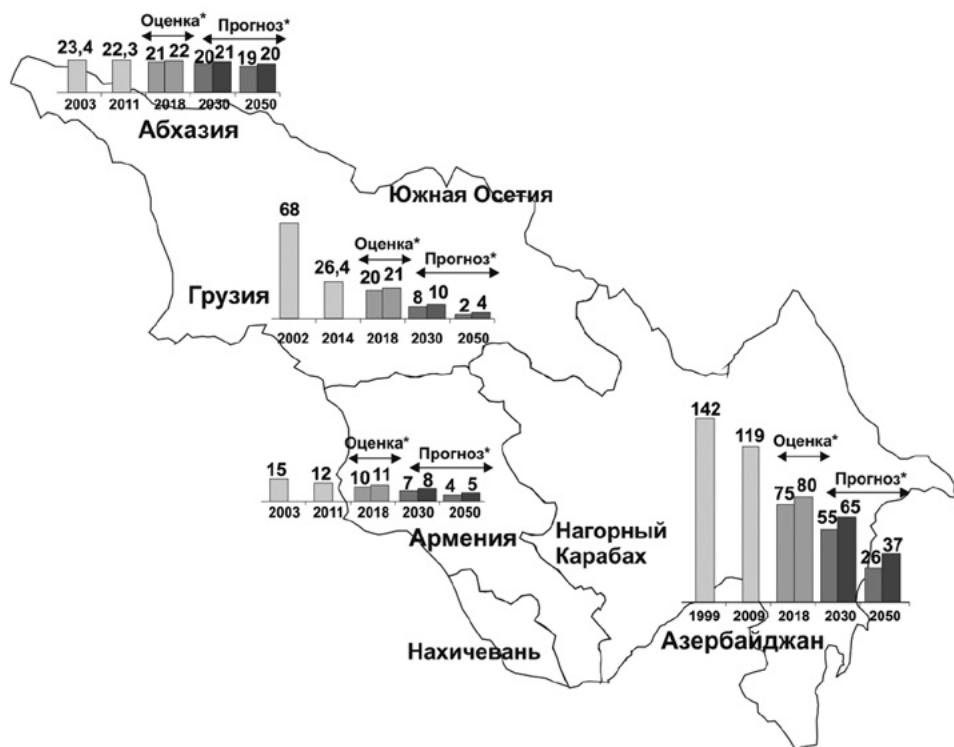 Оценка* Прогноз*
23,4 22,3 21 22 20 21 19 20
2003 2011 2018 2030 2050
Абхазия
Южная Осетия
68
Оценка* Прогноз*
26,4 20 21 8 10 2 4
Грузия
2002 2014 2018 2030 2050
142
119
Оценка*
Прогноз*
75 80
55 65
26 37
1999 2009 2018 2030 2050
Азербайджан
Оценка* Прогноз*
15 12 10 11 7 8 4 5
2003 2011 2018 2030 2050
Армения
Нагорный
Карабах
Нахичевань